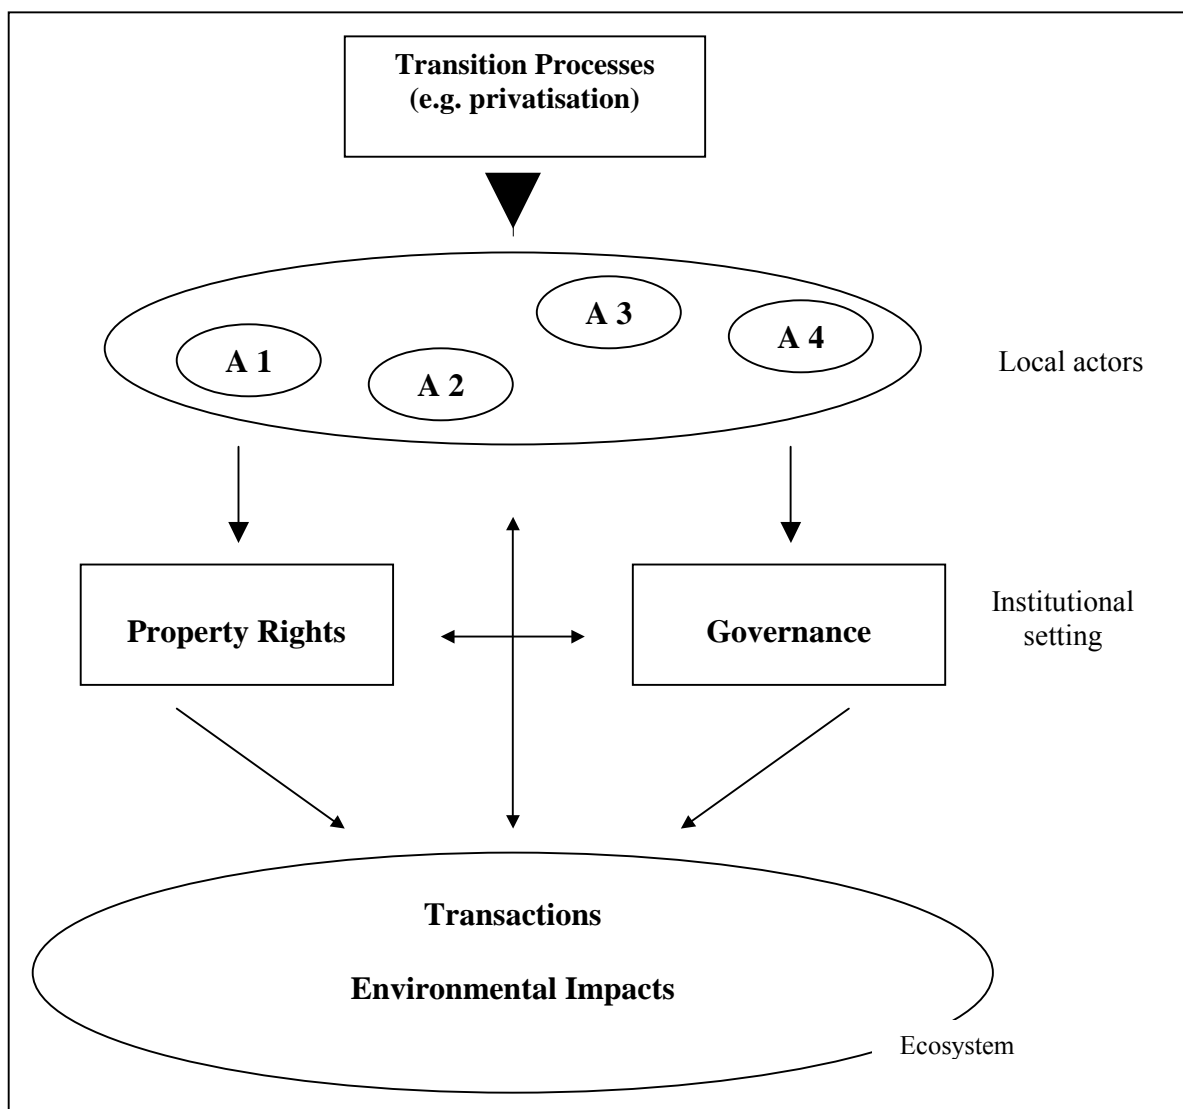 Transition Processes
(e.g. privatisation)
A 3
A 4
A 1
A 2
Local actors
Property Rights
Governance
Institutional
setting
Transactions
Environmental Impacts
Ecosystem